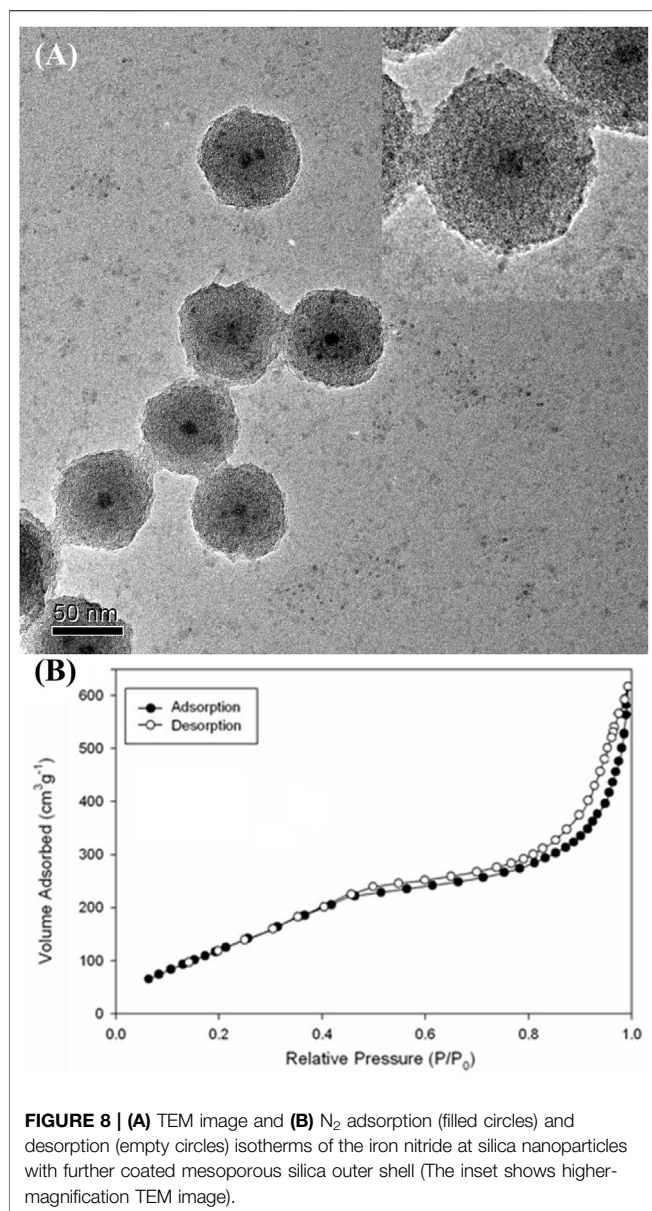 (A)
50 nm
(B)
600
500
400
300
200
100
0
Volume Adsorbed (cm³g⁻¹)
Adsorption
Desorption
0.0 0.2 0.4 0.6 0.8 1.0
Relative Pressure (P/P₀)
FIGURE 8 | (A) TEM image and (B) N₂ adsorption (filled circles) and
desorption (empty circles) isotherms of the iron nitride at silica nanoparticles
with further coated mesoporous silica outer shell (The inset shows higher-
magnification TEM image).